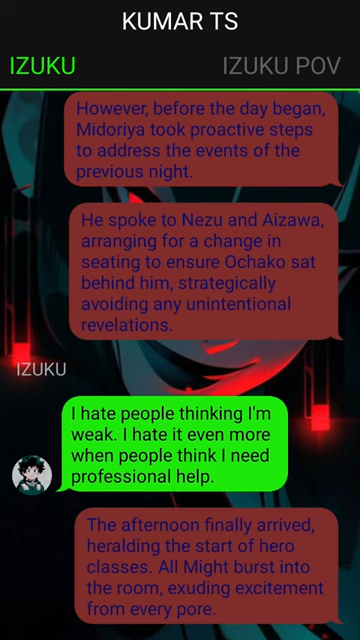 KUMAR TS
IZUKU
IZUKU POV
However, before the day began,
Midoriya took proactive steps
to address the events of the
previous night.
He spoke to Nezu and Aizawa,
arranging for a change in
seating to ensure Ochako sat
behind him, strategically
avoiding any unintentional
revelations.
IZUKU
I hate people thinking I'm
weak. I hate it even more
when people think I need
professional help.
The afternoon finally arrived,
heralding the start of hero
classes. All Might burst into
the room, exuding excitement
from every pore.